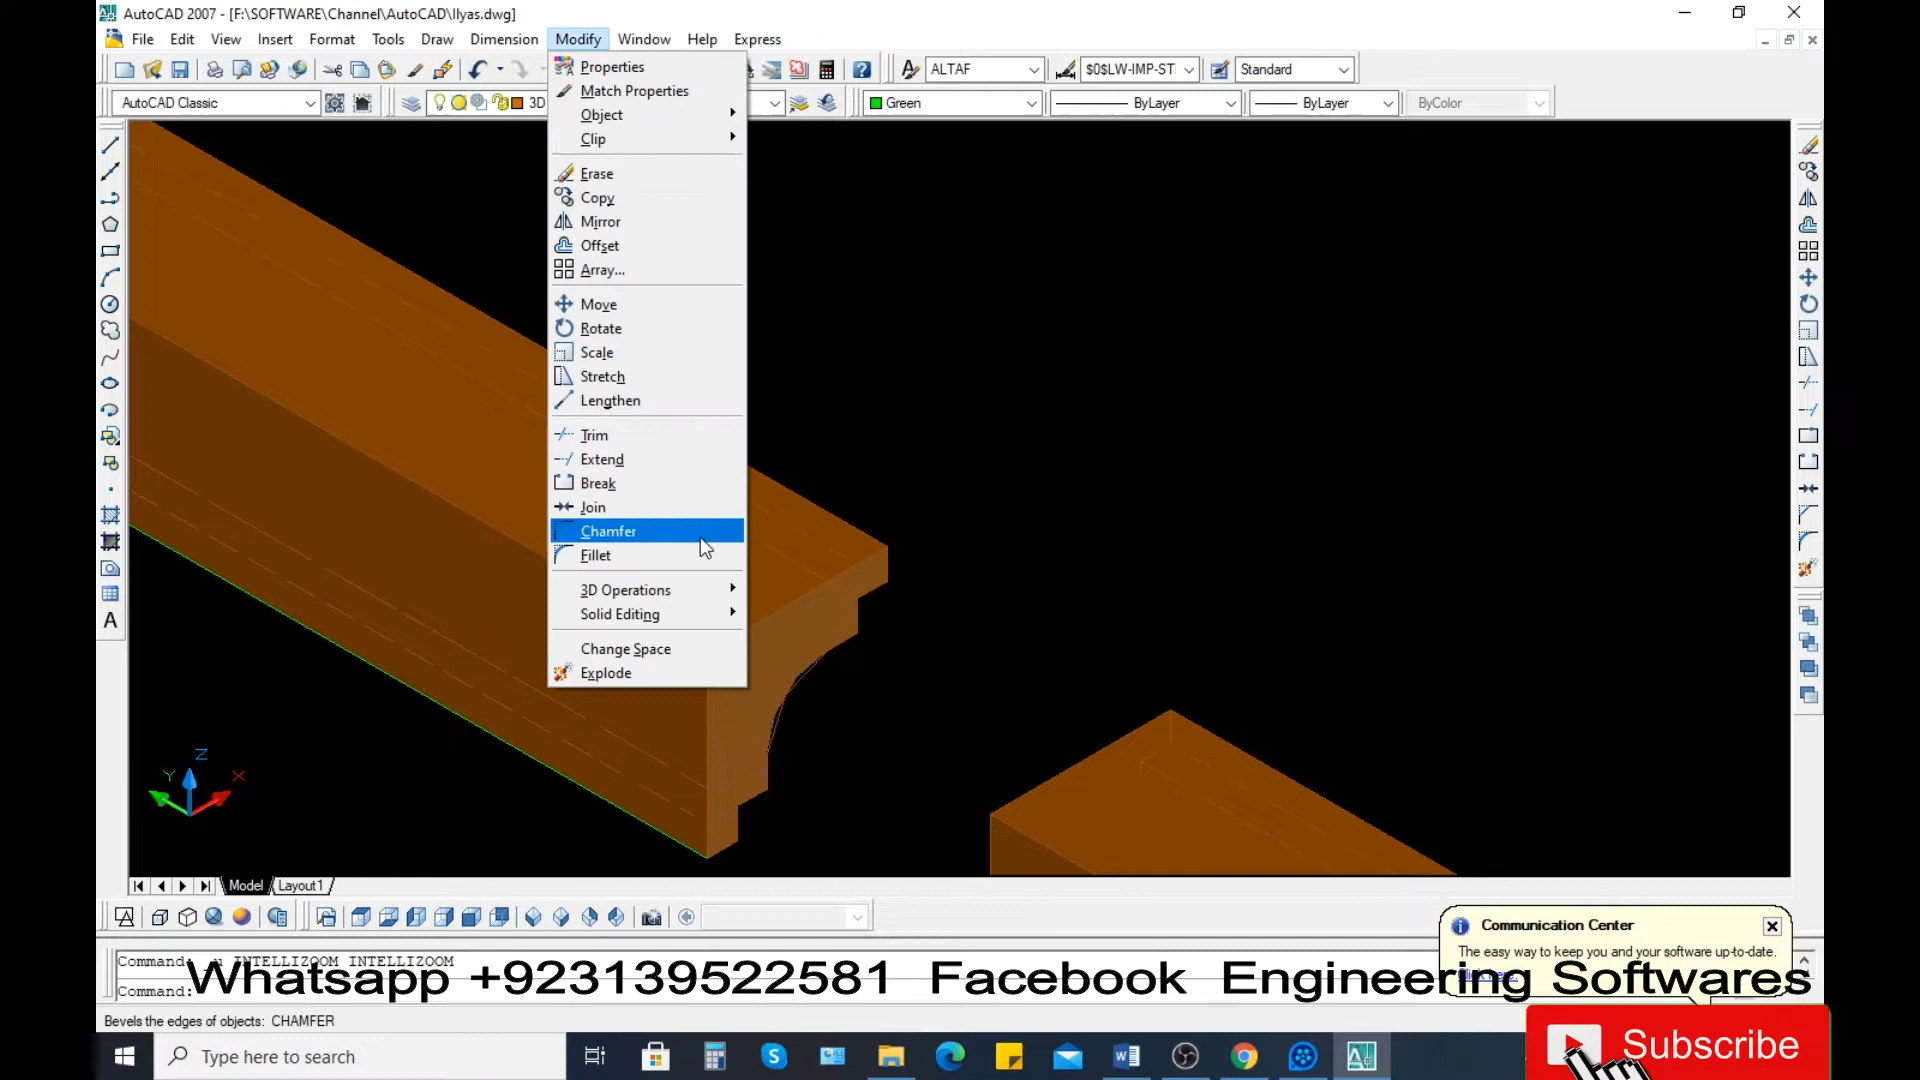 AutoCAD 2007 - [F:\SOFTWARE\Channel\AutoCAD\Ilyas.dwg]
File Edit View Insert Format Tools Draw Dimension Modify Window Help Express
ALTAF $0$LW-IMP-ST Standard
AutoCAD Classic 3D Green ByLayer ByLayer ByColor
Properties
Match Properties
Object
Clip
Erase
Copy
Mirror
Offset
Array...
Move
Rotate
Scale
Stretch
Lengthen
Trim
Extend
Break
Join
Chamfer
Fillet
3D Operations
Solid Editing
Change Space
Explode
Z
Y X
Model Layout1
Communication Center
The easy way to keep you and your software up-to-date.
Click here.
Command: _u INTELLIZOOM INTELLIZOOM
Whatsapp +923139522581 Facebook Engineering Softwares
Command:
Bevels the edges of objects: CHAMFER
Type here to search
Subscribe